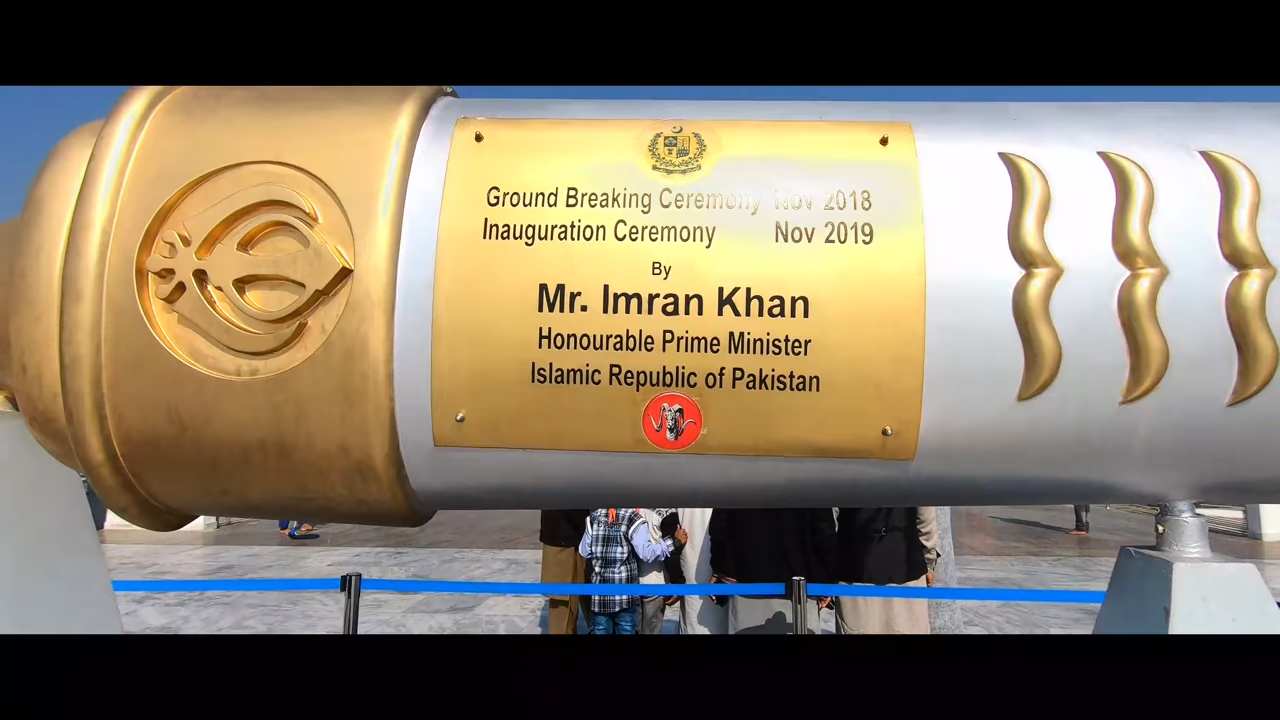 Ground Breaking Ceremony Nov 2018
Inauguration Ceremony Nov 2019
By
Mr. Imran Khan
Honourable Prime Minister
Islamic Republic of Pakistan